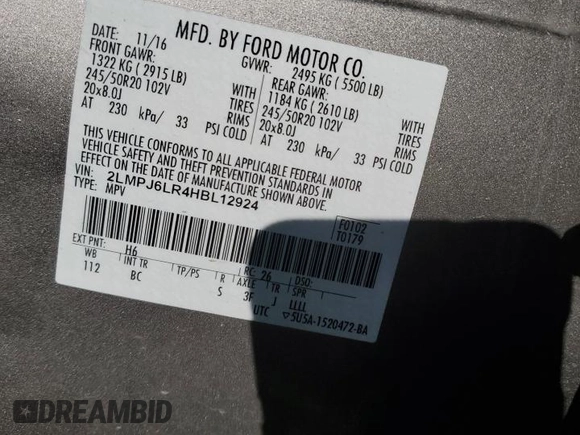 MFD. BY FORD MOTOR CO.
DATE: 11/16 GVWR: 2495 KG ( 5500 LB)
FRONT GAWR: REAR GAWR:
1322 KG ( 2915 LB) WITH 1184 KG ( 2610 LB) WITH
245/50R20 102V TIRES 245/50R20 102V TIRES
20x8.0J RIMS 20x8.0J RIMS
AT 230 kPa/ 33 PSI COLD AT 230 kPa/ 33 PSI COLD
THIS VEHICLE CONFORMS TO ALL APPLICABLE FEDERAL MOTOR
VEHICLE SAFETY AND THEFT PREVENTION STANDARDS IN
EFFECT ON THE DATE OF MANUFACTURE SHOWN ABOVE.
VIN: 2LMPJ6LR4HBL12924
TYPE: MPV
F0102
T0179
EXT PNT: H6 RC: 26 DSO:
WB INT TR TP/PS R AXLE TR SPR
112 BC S 3F J LLLL
UTC ▽5U5A-1520472-BA
DREAMBID